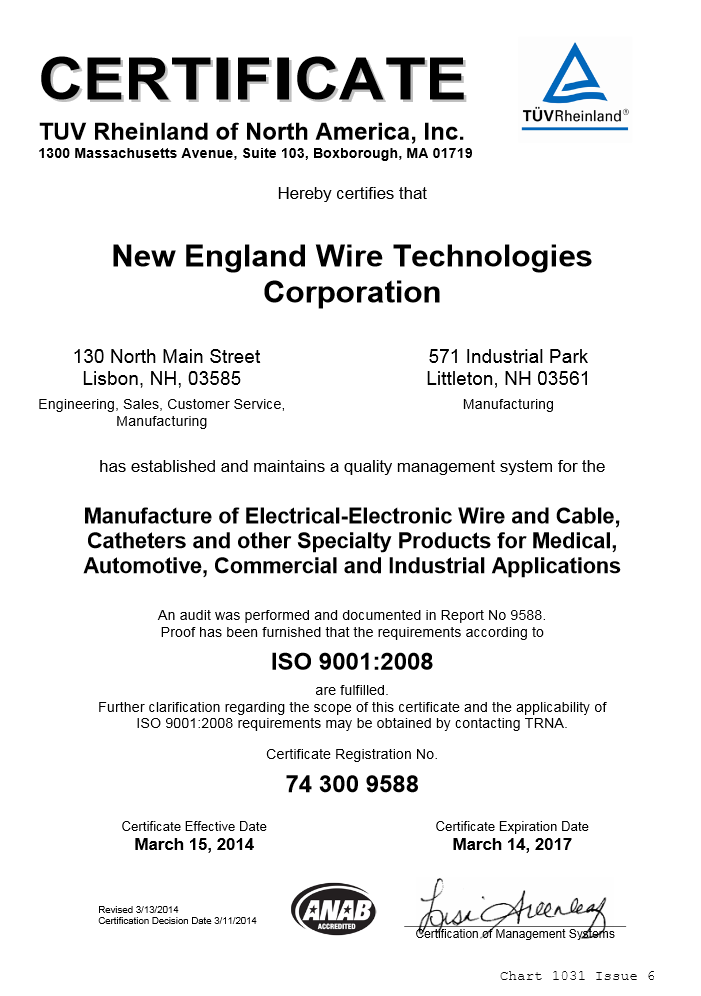 CERTIFICATE
TÜVRheinland®
TUV Rheinland of North America, Inc.
1300 Massachusetts Avenue, Suite 103, Boxborough, MA 01719
Hereby certifies that
New England Wire Technologies
Corporation
130 North Main Street
Lisbon, NH, 03585
Engineering, Sales, Customer Service,
Manufacturing
571 Industrial Park
Littleton, NH 03561
Manufacturing
has established and maintains a quality management system for the
Manufacture of Electrical-Electronic Wire and Cable,
Catheters and other Specialty Products for Medical,
Automotive, Commercial and Industrial Applications
An audit was performed and documented in Report No 9588.
Proof has been furnished that the requirements according to
ISO 9001:2008
are fulfilled.
Further clarification regarding the scope of this certificate and the applicability of
ISO 9001:2008 requirements may be obtained by contacting TRNA.
Certificate Registration No.
74 300 9588
Certificate Effective Date
March 15, 2014
Certificate Expiration Date
March 14, 2017
Revised 3/13/2014
Certification Decision Date 3/11/2014
ANAB
ACCREDITED
Lisa Greenleaf
Certification of Management Systems
Chart 1031 Issue 6